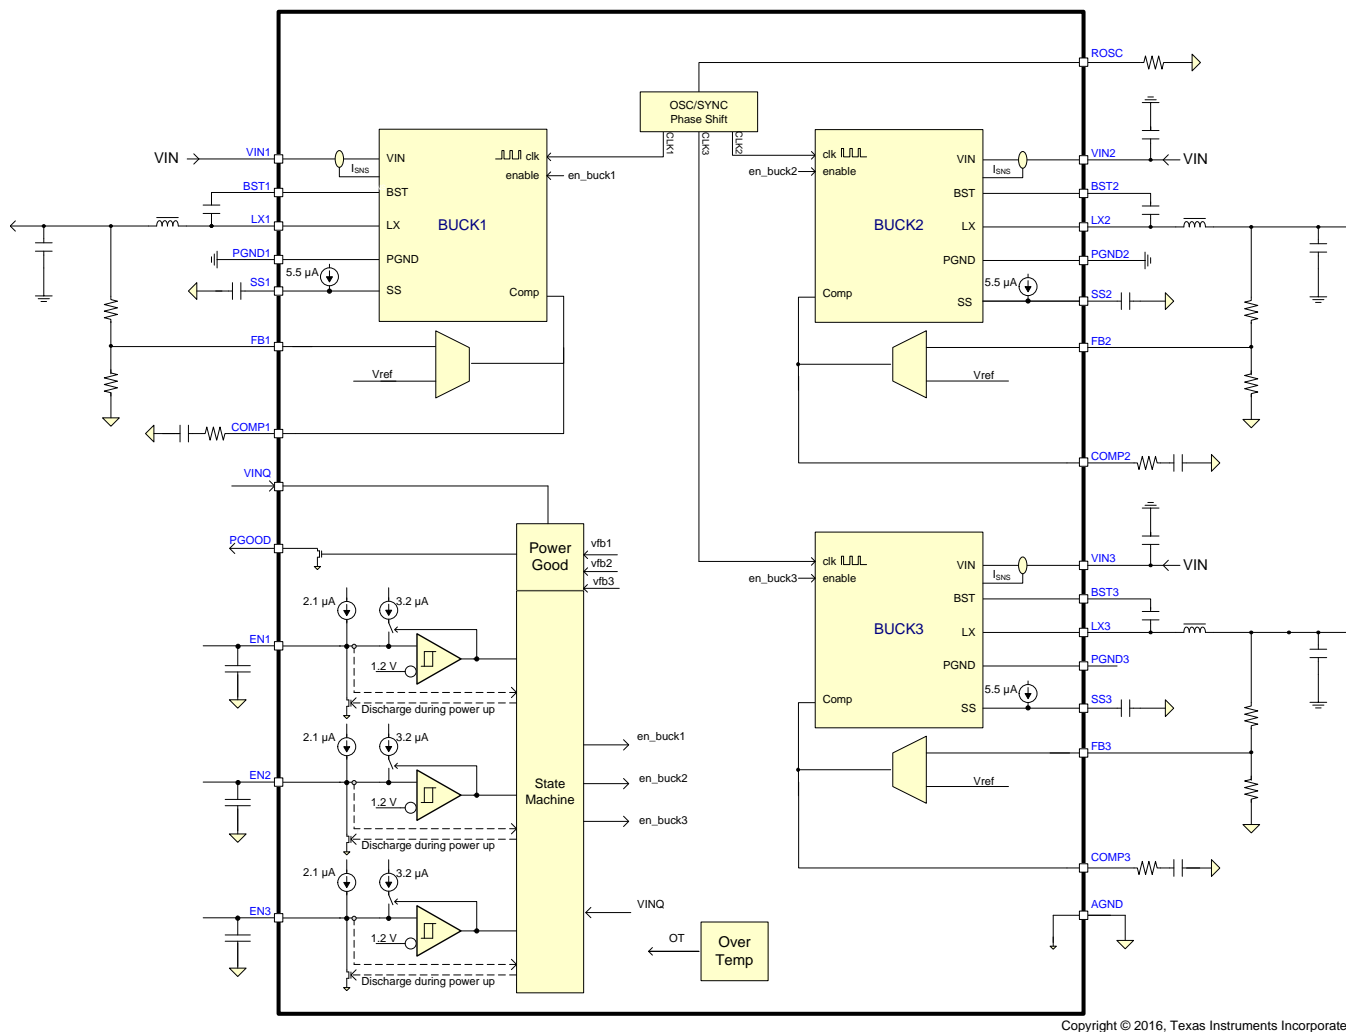 ROSC
OSC/SYNC
Phase Shift
CLK1
CLK3
CLK2
VIN
VIN1
VIN
clk
ISNS
enable
en_buck1
BST1
BST
LX1
LX
BUCK1
PGND1
PGND
5.5 µA
SS1
SS
Comp
FB1
Vref
COMP1
clk
VIN
VIN2
VIN
en_buck2
enable
ISNS
BST
BST2
BUCK2
LX
LX2
PGND
PGND2
5.5 µA
Comp
SS
SS2
FB2
Vref
COMP2
VINQ
PGOOD
Power
Good
vfb1
vfb2
vfb3
2.1 µA
3.2 µA
EN1
1.2 V
Discharge during power up
2.1 µA
3.2 µA
EN2
1.2 V
Discharge during power up
2.1 µA
3.2 µA
EN3
1.2 V
Discharge during power up
State
Machine
en_buck1
en_buck2
en_buck3
VINQ
OT
Over
Temp
clk
VIN
VIN3
VIN
en_buck3
enable
ISNS
BST
BST3
BUCK3
LX
LX3
PGND
PGND3
5.5 µA
Comp
SS
SS3
FB3
Vref
COMP3
AGND
Copyright © 2016, Texas Instruments Incorporate